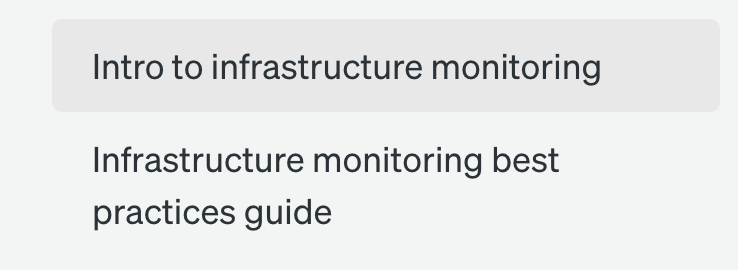 Intro to infrastructure monitoring
Infrastructure monitoring best
practices guide